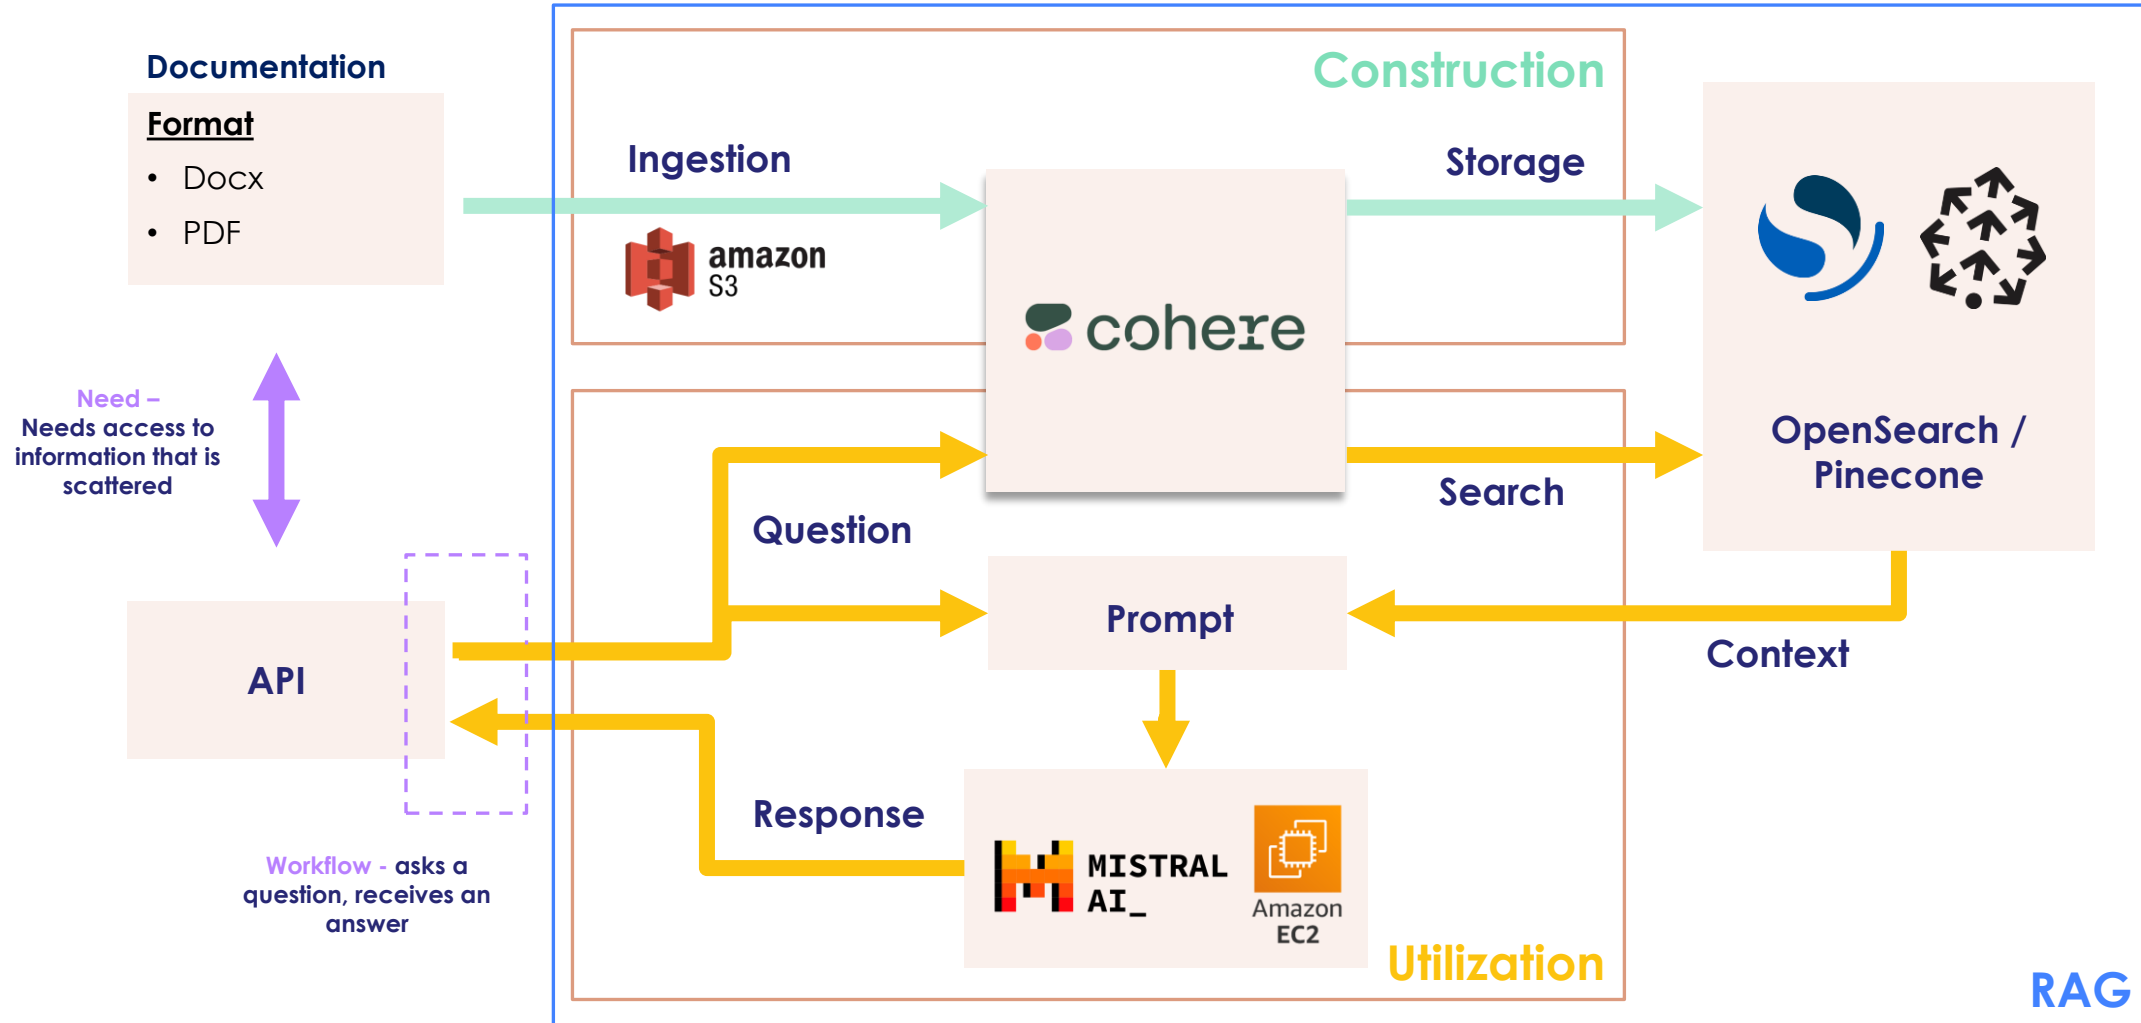 Documentation
Format
• Docx
• PDF
Construction
Ingestion
amazon
S3
cohere
Storage
OpenSearch /
Pinecone
Need –
Needs access to
information that is
scattered
Question
Search
Prompt
Context
API
Response
MISTRAL
AI_
Amazon
EC2
Workflow - asks a
question, receives an
answer
Utilization
RAG